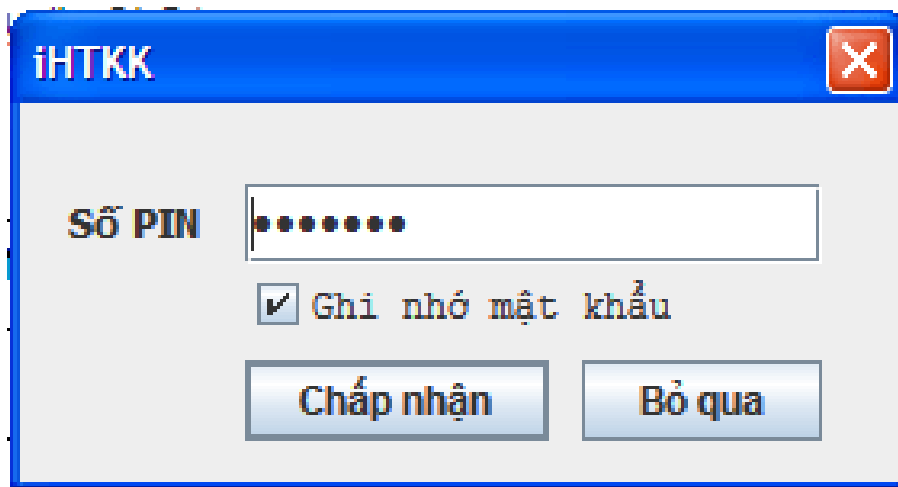 iHTKK
Số PIN •••••••
Ghi nhớ mật khẩu
Chấp nhận Bỏ qua